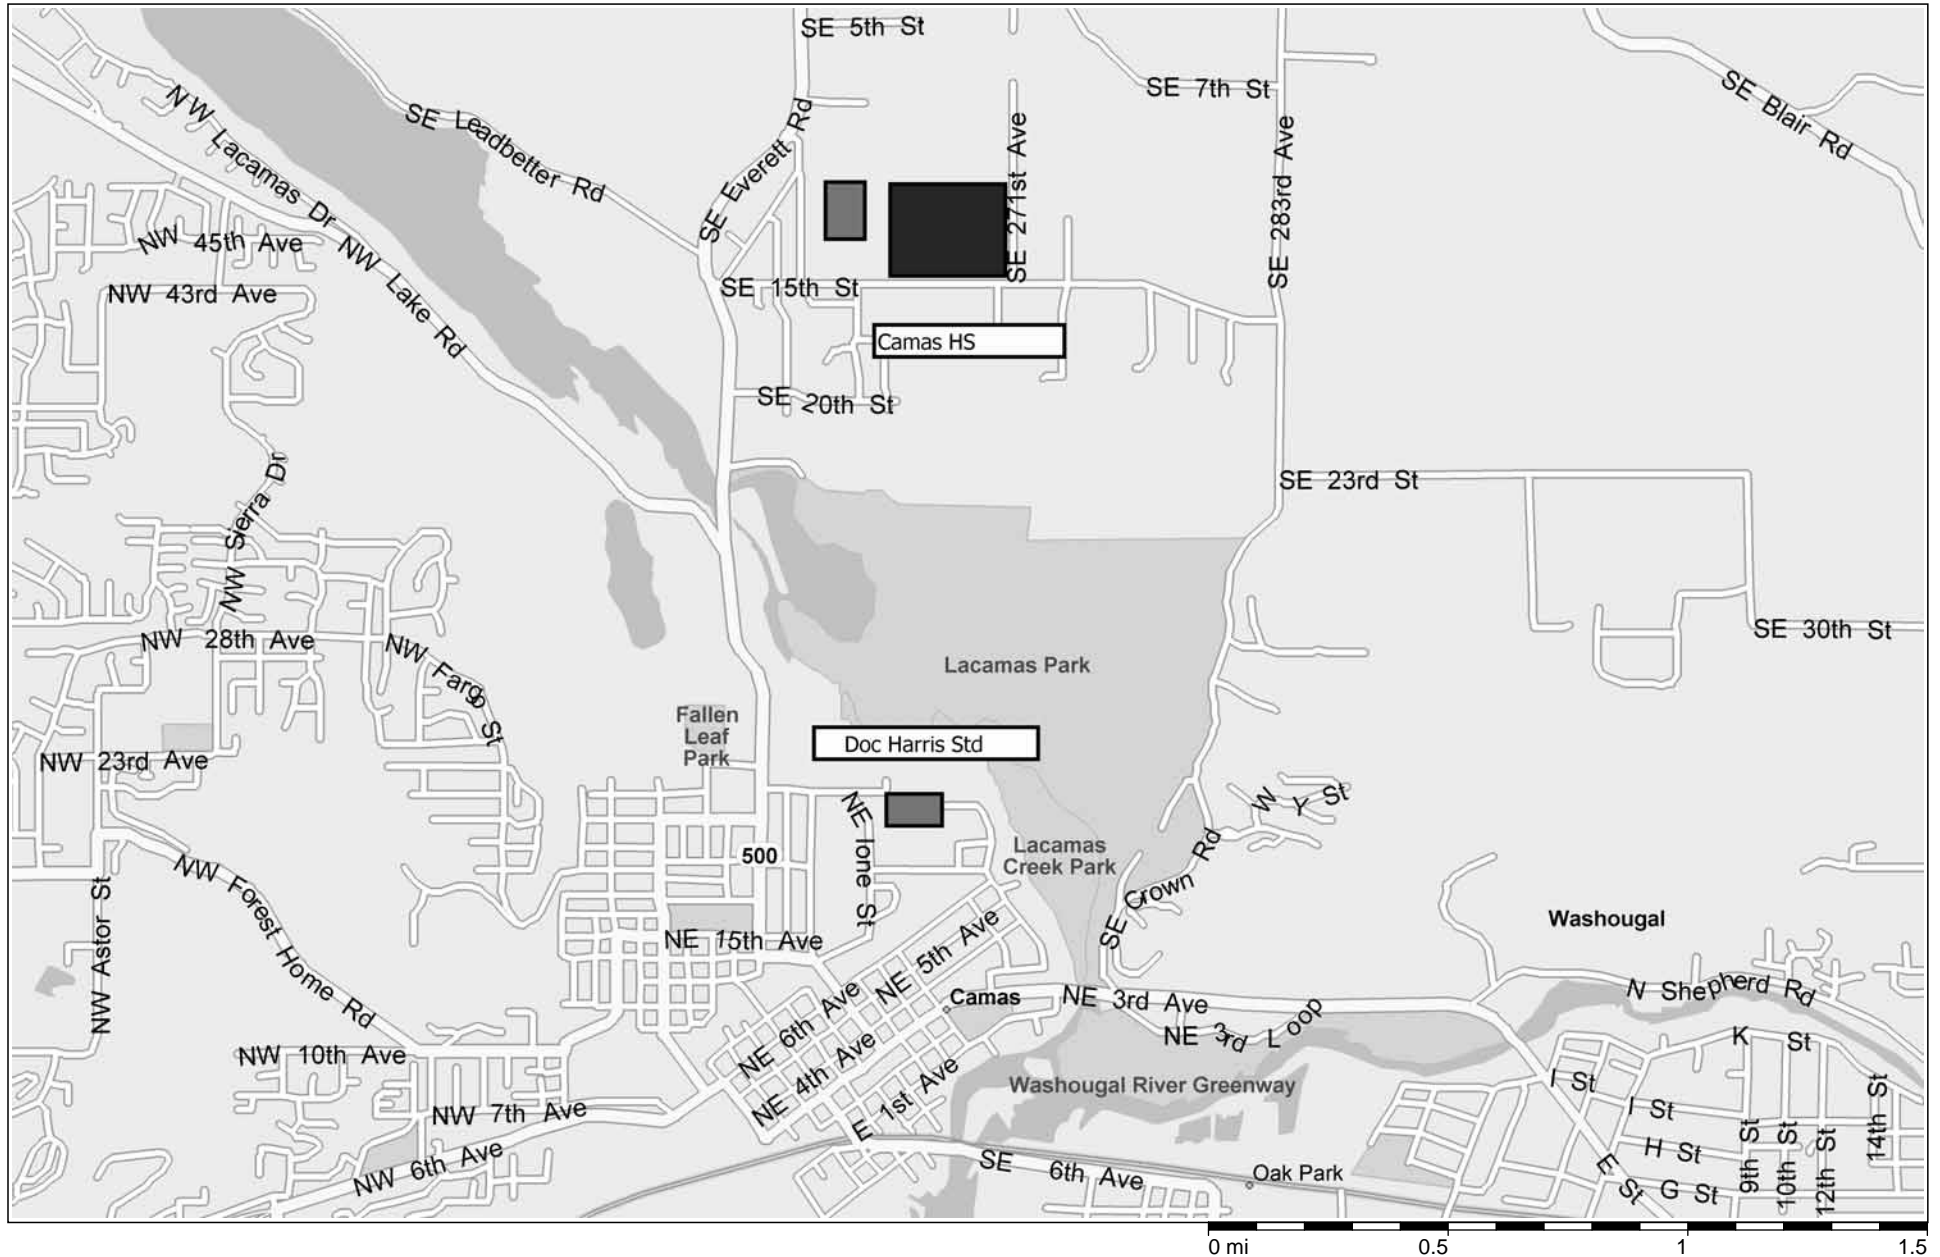 SE 5th St
SE 7th St
SE Blair Rd
NW Lacamas Dr
SE Leadbetter Rd
SE Everett Rd
SE 271st Ave
SE 283rd Ave
NW 45th Ave
NW Lake Rd
NW 43rd Ave
SE 15th St
Camas HS
SE 20th St
NW Sierra Dr
SE 23rd St
NW 28th Ave
NW Fargo St
SE 30th St
Lacamas Park
Fallen
Leaf
Park
Doc Harris Std
NW 23rd Ave
NE Ione St
W Y St
500
Lacamas
Creek Park
SE Crown Rd
NW Forest Home Rd
NW Astor St
Washougal
NE 15th Ave
NE 5th Ave
NE 6th Ave
Camas
NE 3rd Ave
N Shepherd Rd
NE 3rd Loop
NW 10th Ave
NE 4th Ave
E 1st Ave
K St
Washougal River Greenway
I St
I St
NW 7th Ave
H St
9th St
10th St
12th St
14th St
NW 6th Ave
SE 6th Ave
Oak Park
E St
G St
0 mi 0.5 1 1.5